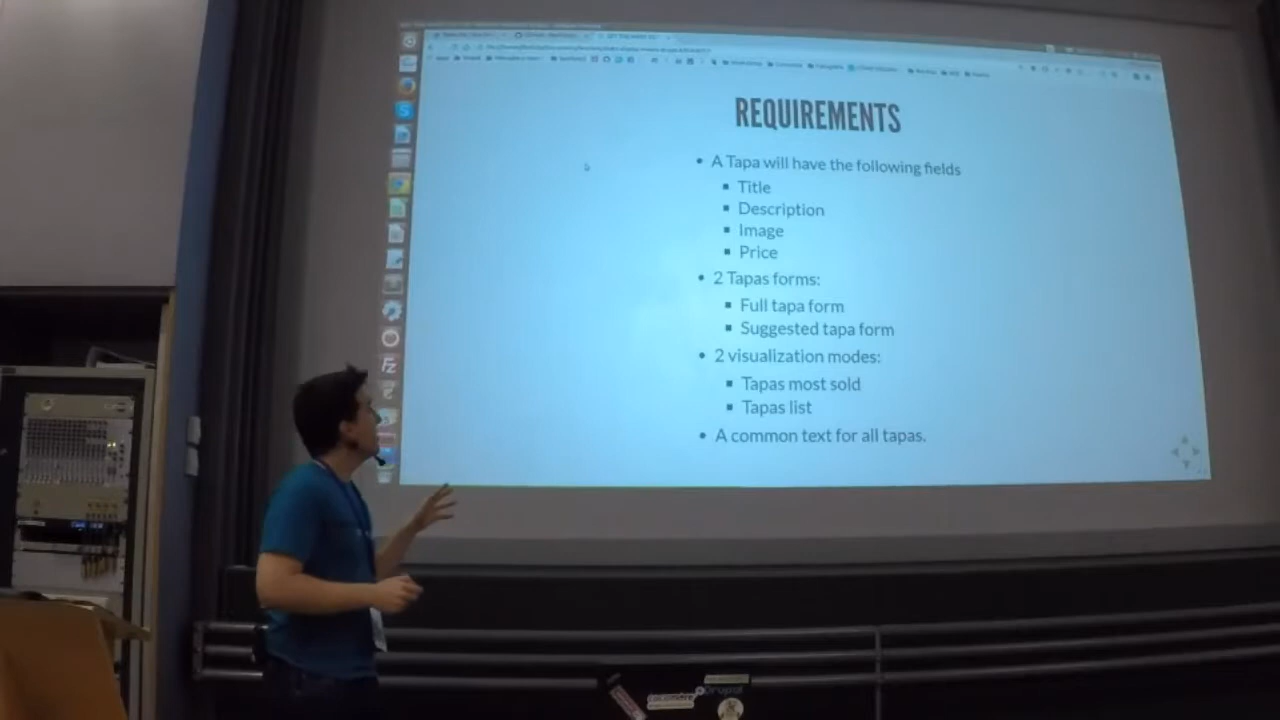 REQUIREMENTS
• A Tapa will have the following fields
▪ Title
▪ Description
▪ Image
▪ Price
• 2 Tapas forms:
▪ Full tapa form
▪ Suggested tapa form
• 2 visualization modes:
▪ Tapas most sold
▪ Tapas list
• A common text for all tapas.
Drupal